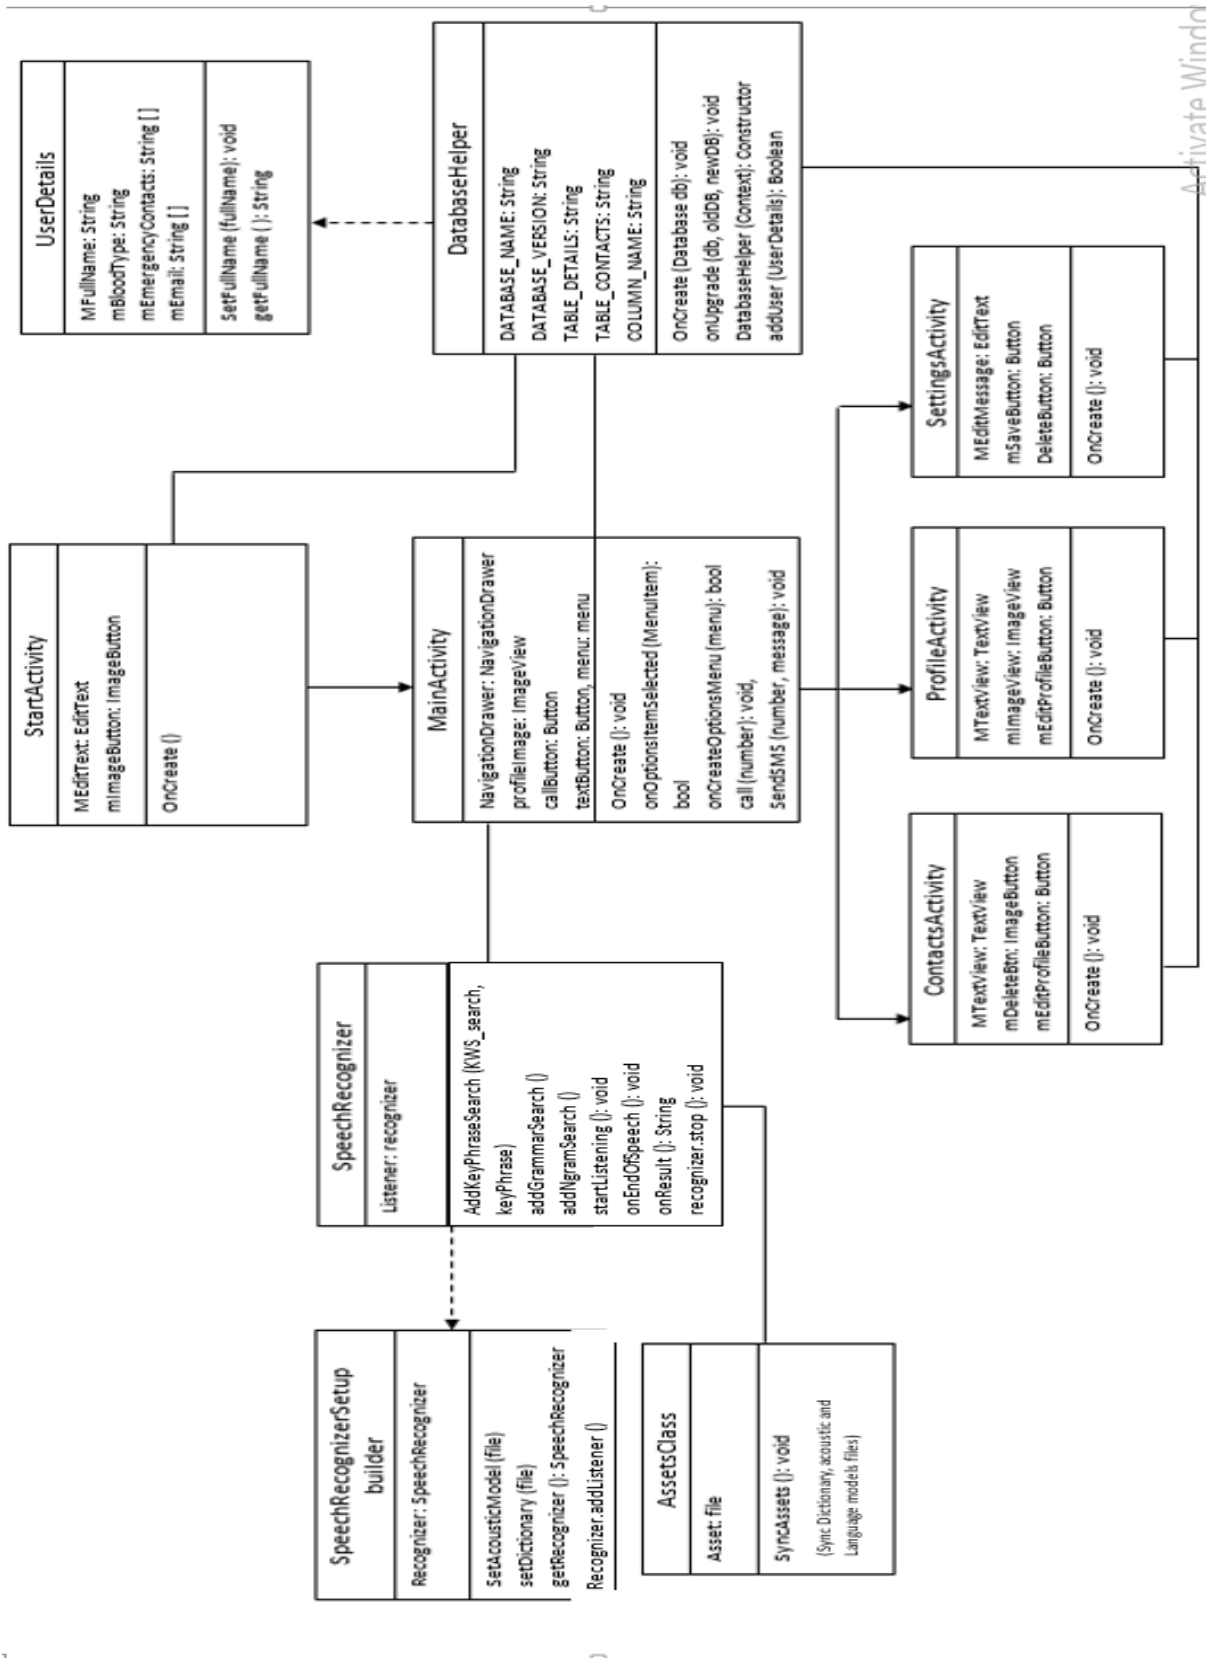 SpeechRecognizerSetup
builder
Recognizer: SpeechRecognizer
SetAcousticModel (file)
setDictionary (file)
getRecognizer (): SpeechRecognizer
Recognizer.addListener ()
AssetsClass
Asset: file
SyncAssets (): void
(Sync Dictionary, acoustic and
Language models files)
SpeechRecognizer
Listener: recognizer
AddKeyPhraseSearch (KWS_search,
keyPhrase)
addGrammarSearch ()
addNgramSearch ()
startListening (): void
onEndOfSpeech (): void
onResult (): String
recognizer.stop (): void
StartActivity
MEditText: EditText
mImageButton: ImageButton
OnCreate ()
MainActivity
NavigationDrawer: NavigationDrawer
profileImage: ImageView
callButton: Button
textButton: Button, menu: menu
OnCreate (): void
onOptionsItemSelected (MenuItem):
bool
onCreateOptionsMenu (menu): bool
call (number): void,
SendSMS (number, message): void
ContactsActivity
MTextView: TextView
mDeleteBtn: ImageButton
mEditProfileButton: Button
OnCreate (): void
ProfileActivity
MTextView: TextView
mImageView: ImageView
mEditProfileButton: Button
OnCreate (): void
SettingsActivity
MEditMessage: EditText
mSaveButton: Button
DeleteButton: Button
OnCreate (): void
UserDetails
MFullName: String
mBloodType: String
mEmergencyContacts: String [ ]
mEmail: String [ ]
SetFullName (fullName): void
getFullName ( ): String
DatabaseHelper
DATABASE_NAME: String
DATABASE_VERSION: String
TABLE_DETAILS: String
TABLE_CONTACTS: String
COLUMN_NAME: String
OnCreate (Database db): void
onUpgrade (db, oldDB, newDB): void
DatabaseHelper (Context): Constructor
addUser (UserDetails): Boolean
Activate Windo